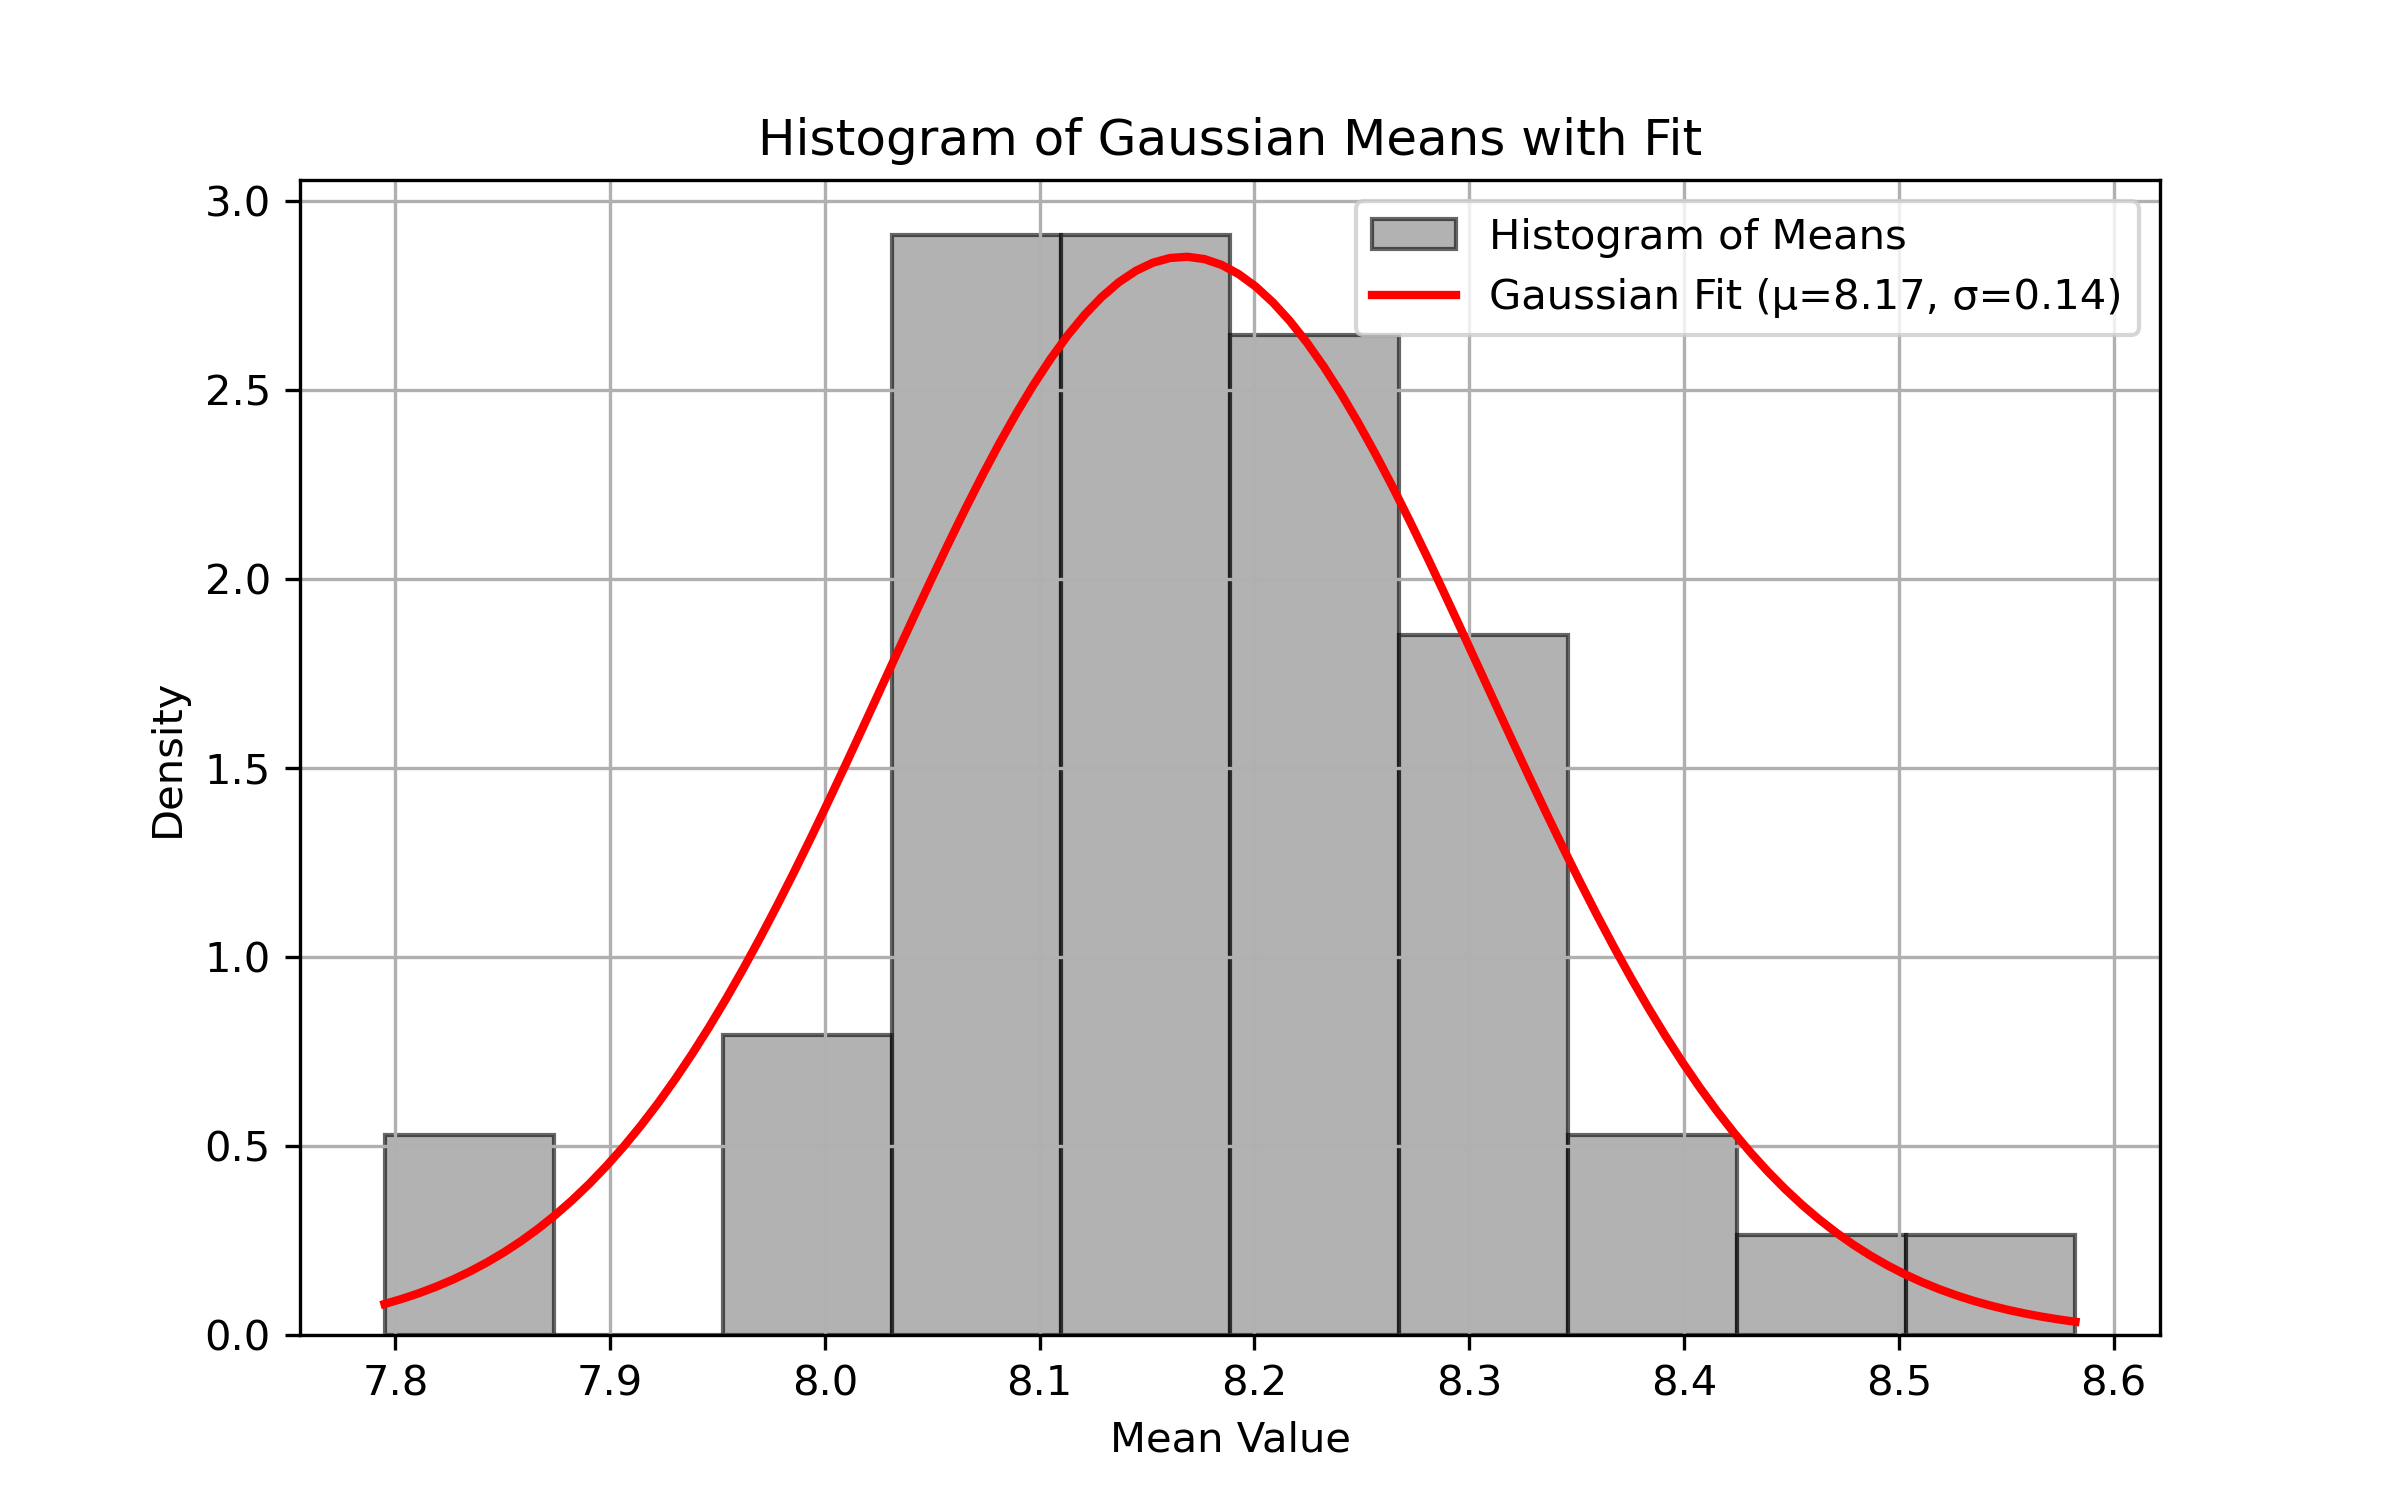 Histogram of Gaussian Means with Fit
Histogram of Means
Gaussian Fit (μ=8.17, σ=0.14)
Density
3.0
2.5
2.0
1.5
1.0
0.5
0.0
7.8 7.9 8.0 8.1 8.2 8.3 8.4 8.5 8.6
Mean Value